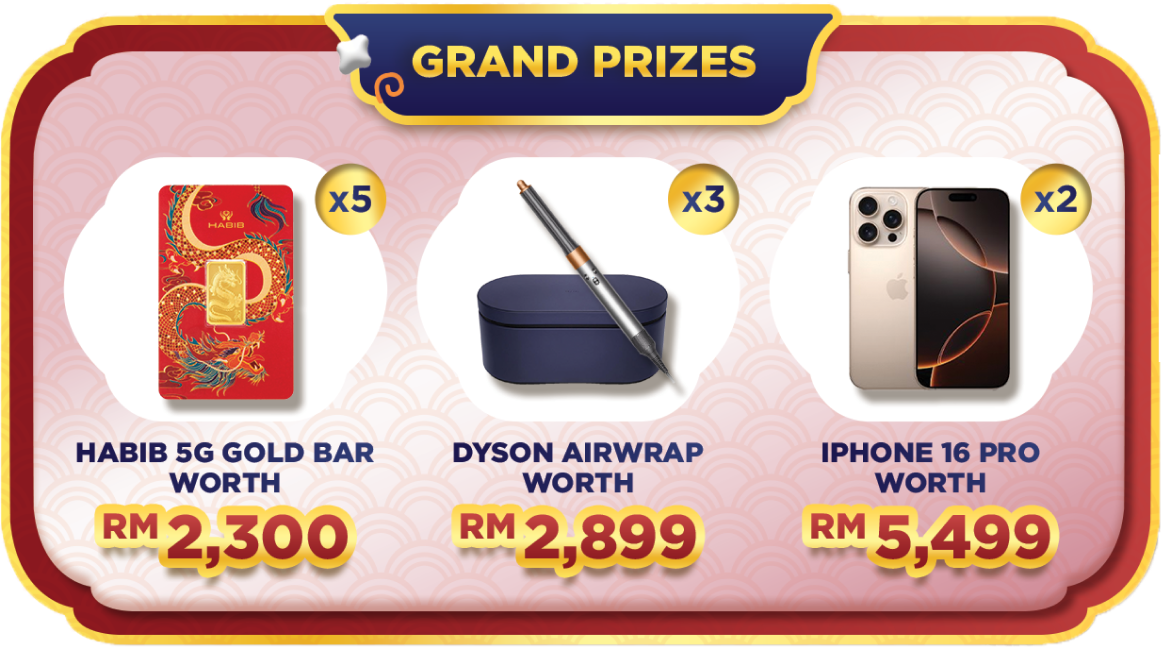 GRAND PRIZES
x5
HABIB
HABIB 5G GOLD BAR
WORTH
RM 2,300
x3
DYSON AIRWRAP
WORTH
RM 2,899
x2
IPHONE 16 PRO
WORTH
RM 5,499